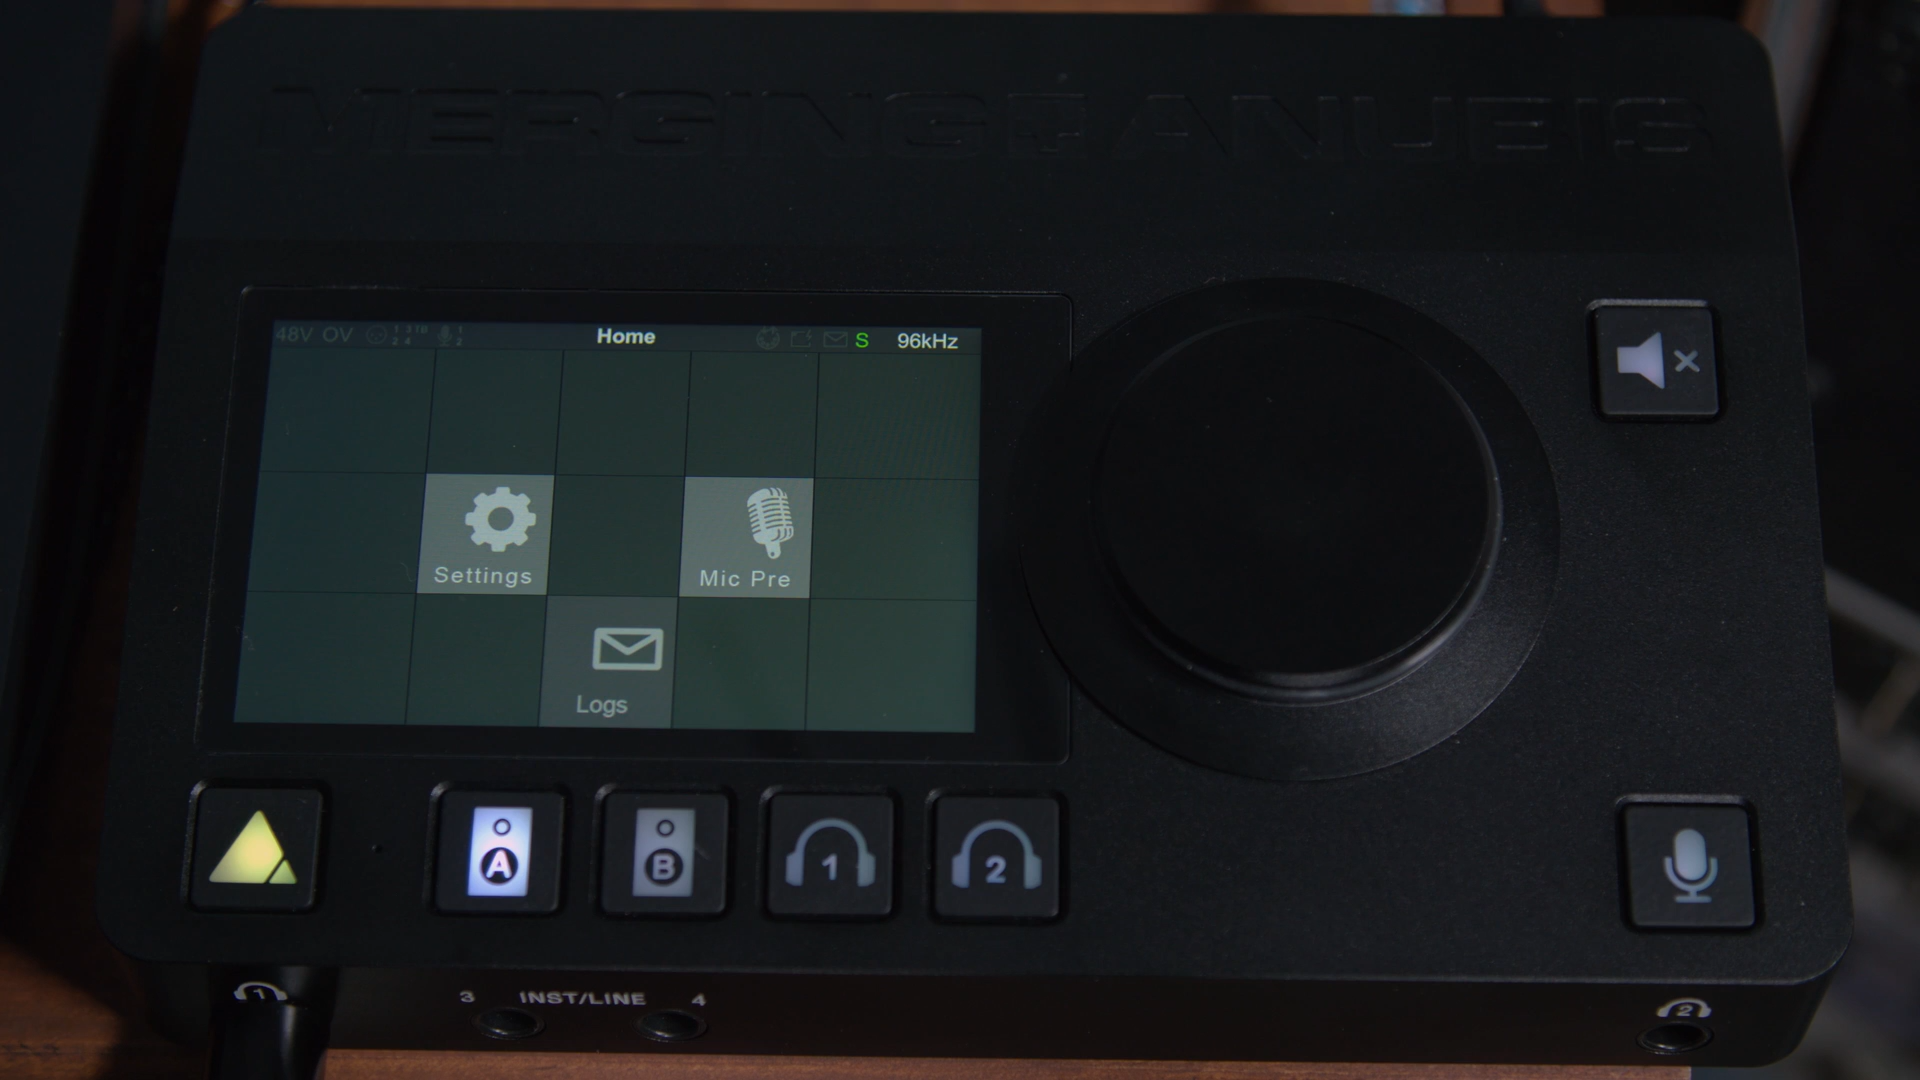 MERGING+ANUBIS
48V OV Home S 96kHz
Settings
Mic Pre
Logs
A B 1 2
1 3 INST/LINE 4 2